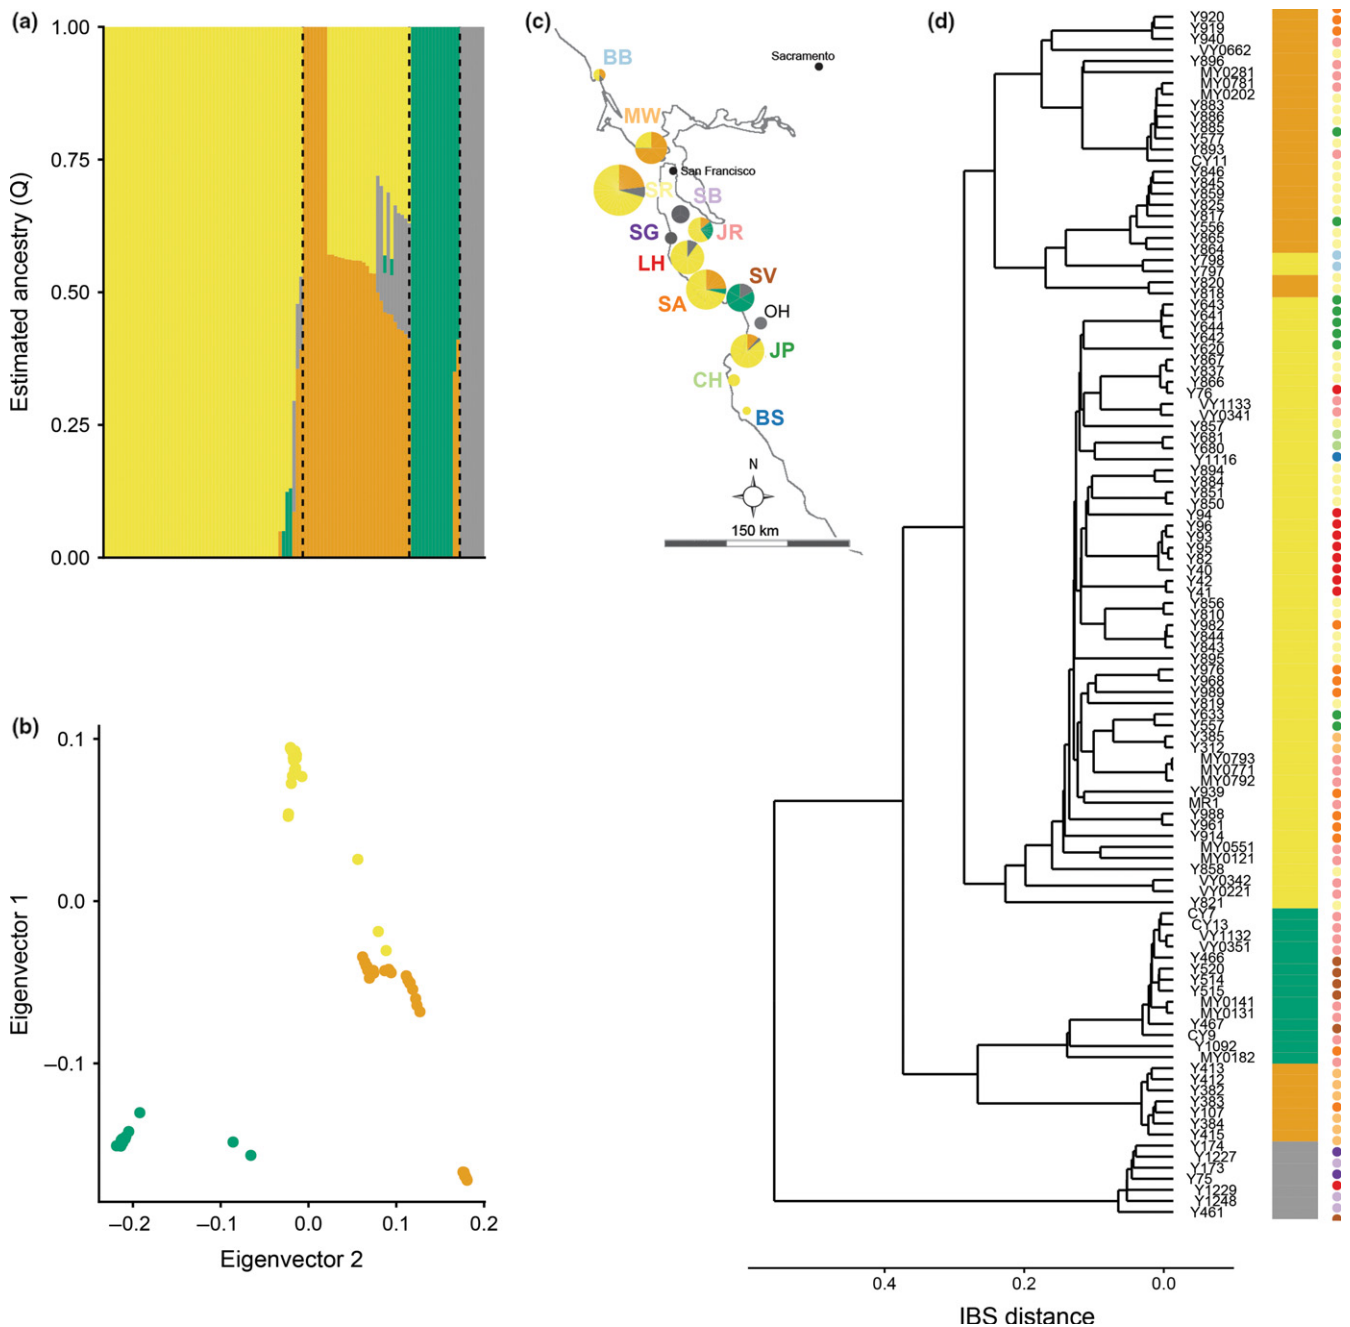 (a)
1.00
0.75
0.50
0.25
0.00
Estimated ancestry (Q)
(b)
0.1
0.0
–0.1
Eigenvector 1
–0.2
–0.1
0.0
0.1
0.2
Eigenvector 2
(c)
BB
Sacramento
MW
San Francisco
SR
SB
SG
JR
LH
SV
SA
OH
JP
CH
BS
N
150 km
(d)
Y920
Y919
Y940
VY0662
Y896
MY0281
MY0781
MY0202
Y883
Y886
Y885
Y577
Y893
CY11
Y846
Y845
Y859
Y825
Y817
Y556
Y865
Y864
Y798
Y797
Y820
Y818
Y643
Y641
Y644
Y642
Y620
Y867
Y837
Y866
Y76
VY1133
VY0341
Y857
Y681
Y680
Y1116
Y894
Y884
Y851
Y850
Y94
Y96
Y93
Y95
Y82
Y40
Y42
Y41
Y856
Y810
Y982
Y844
Y843
Y895
Y976
Y968
Y989
Y819
Y633
Y557
Y385
Y312
MY0793
MY0771
MY0792
Y939
MR1
Y988
Y961
Y914
MY0551
MY0121
Y858
VY0342
VY0221
Y821
CY7
CY13
VY1132
VY0351
Y466
Y520
Y514
Y515
MY0141
MY0131
Y467
CY9
Y1092
MY0182
Y413
Y412
Y382
Y383
Y107
Y384
Y415
Y174
Y1227
Y173
Y75
Y1229
Y1248
Y461
0.4
0.2
0.0
IBS distance